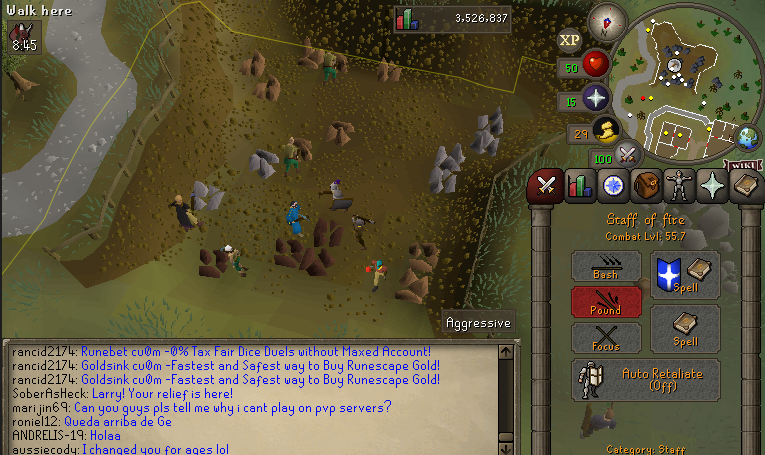 Walk here
8:45
3,526,837
XP
50
15
29
100
WIKI
Staff of fire
Combat Lvl: 55.7
Bash
Spell
Pound
Spell
Focus
Auto Retaliate
(Off)
Category: Staff
Aggressive
rancid2174: Runebet cu0m -0% Tax Fair Dice Duels without Maxed Account!
rancid2174: Goldsink cu0m -Fastest and Safest way to Buy Runescape Gold!
rancid2174: Goldsink cu0m -Fastest and Safest way to Buy Runescape Gold!
SoberAsHeck: Larry! Your relief is here!
marijin69: Can you guys pls tell me why i cant play on pvp servers?
roniel12: Queda arriba de Ge
ANDRELIS-19: Holaa
aussiecody: I changed you for ages lol